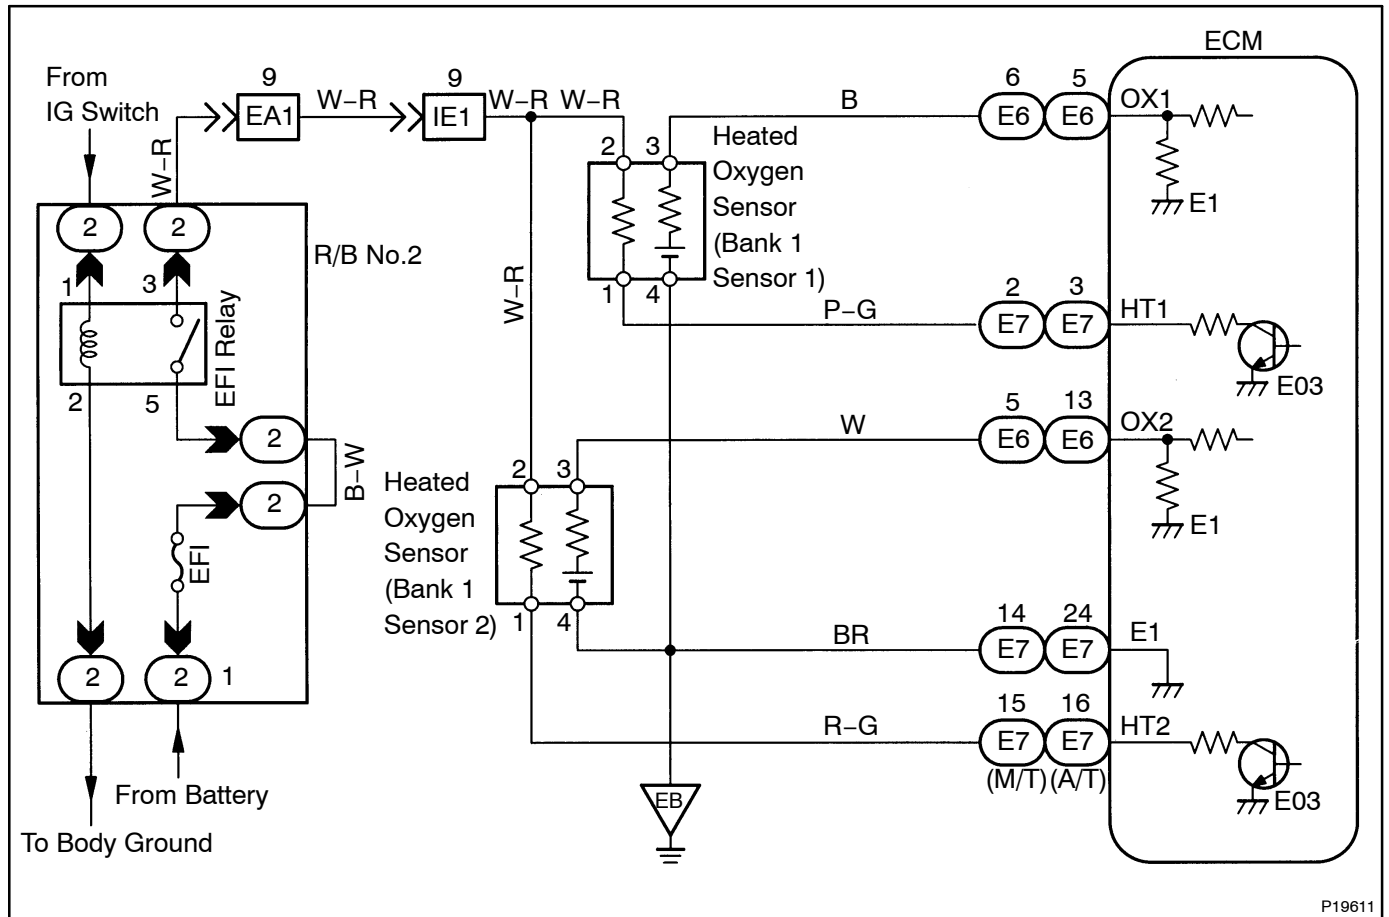 ECM
From
IG Switch
9
9
W−R
W−R W−R
B
6
5
OX1
EA1
IE1
E6
E6
W−R
2
3
Heated
Oxygen
Sensor
(Bank 1
Sensor 1)
E1
2
2
R/B No.2
1
3
W−R
1
4
2
3
P−G
HT1
E7
E7
EFI Relay
E03
2
5
5
13
W
OX2
E6
E6
2
B−W
2
3
Heated
Oxygen
Sensor
(Bank 1
Sensor 2)
2
E1
EFI
1
4
14
24
BR
E1
E7
E7
2
2
1
15
16
R−G
HT2
E7
E7
(M/T)
(A/T)
From Battery
EB
E03
To Body Ground
P19611